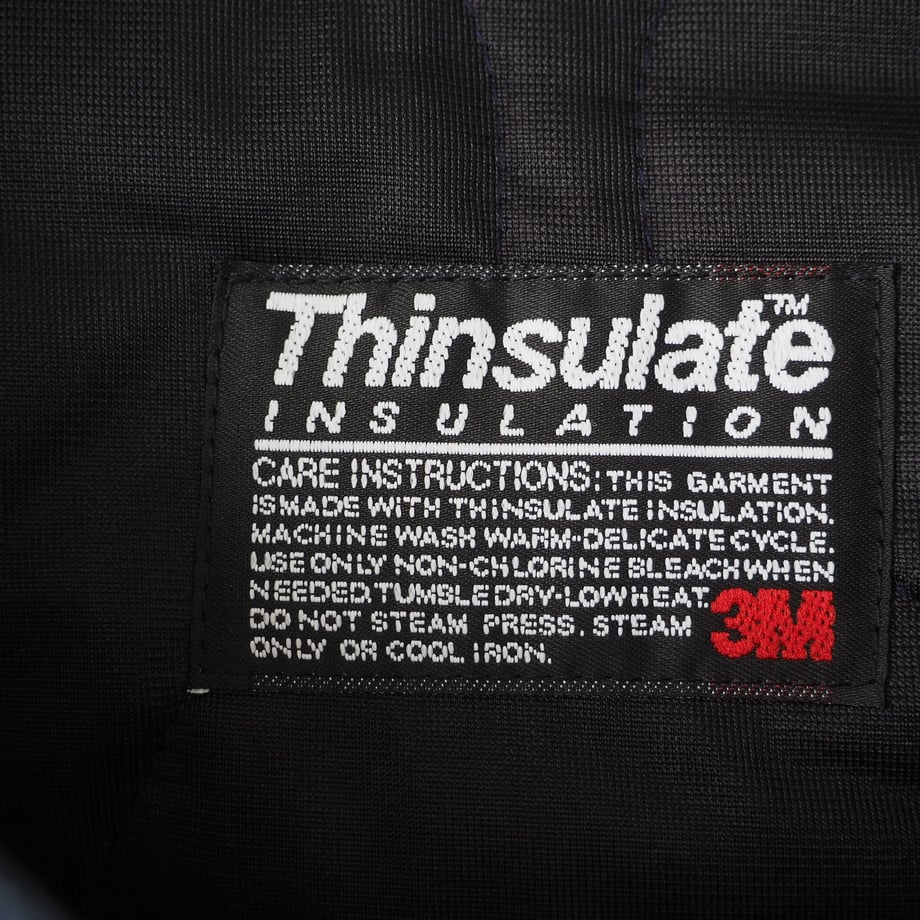 Thinsulate™
INSULATION
CARE INSTRUCTIONS: THIS GARMENT
IS MADE WITH THINSULATE INSULATION.
MACHINE WASH WARM-DELICATE CYCLE.
USE ONLY NON-CHLORINE BLEACH WHEN
NEEDED. TUMBLE DRY-LOW HEAT.
DO NOT STEAM PRESS. STEAM
ONLY OR COOL IRON.
3M